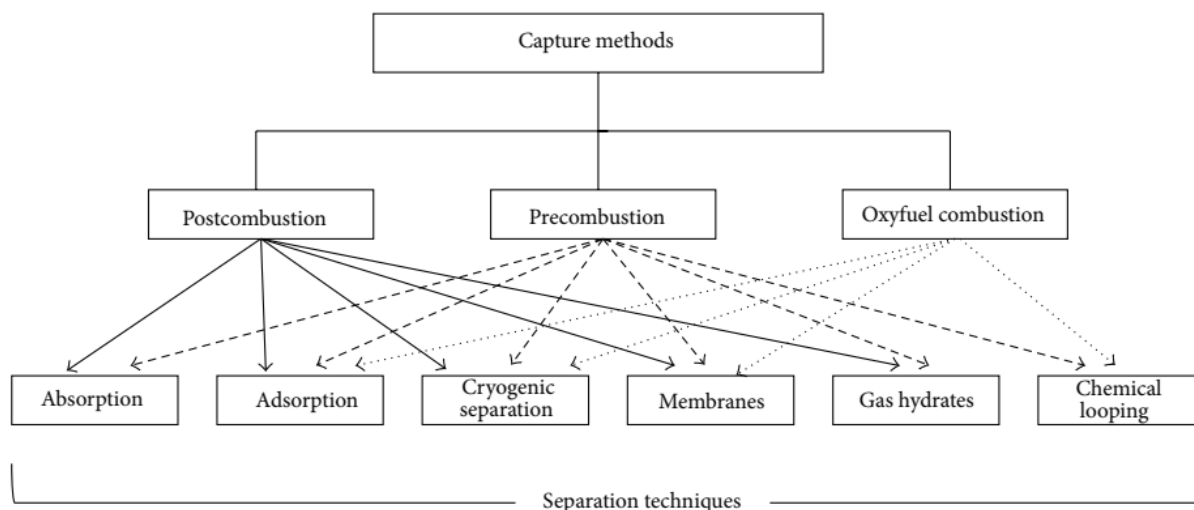 Capture methods
Postcombustion
Precombustion
Oxyfuel combustion
Absorption
Adsorption
Cryogenic
separation
Membranes
Gas hydrates
Chemical
looping
Separation techniques